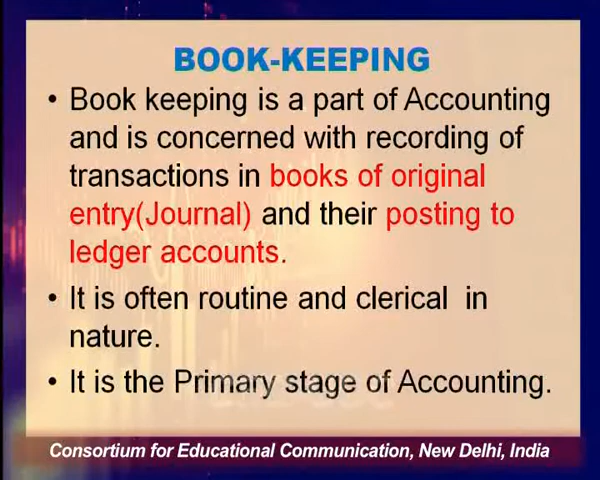 BOOK-KEEPING
• Book keeping is a part of Accounting
and is concerned with recording of
transactions in books of original
entry(Journal) and their posting to
ledger accounts.
• It is often routine and clerical in
nature.
• It is the Primary stage of Accounting.
Consortium for Educational Communication, New Delhi, India